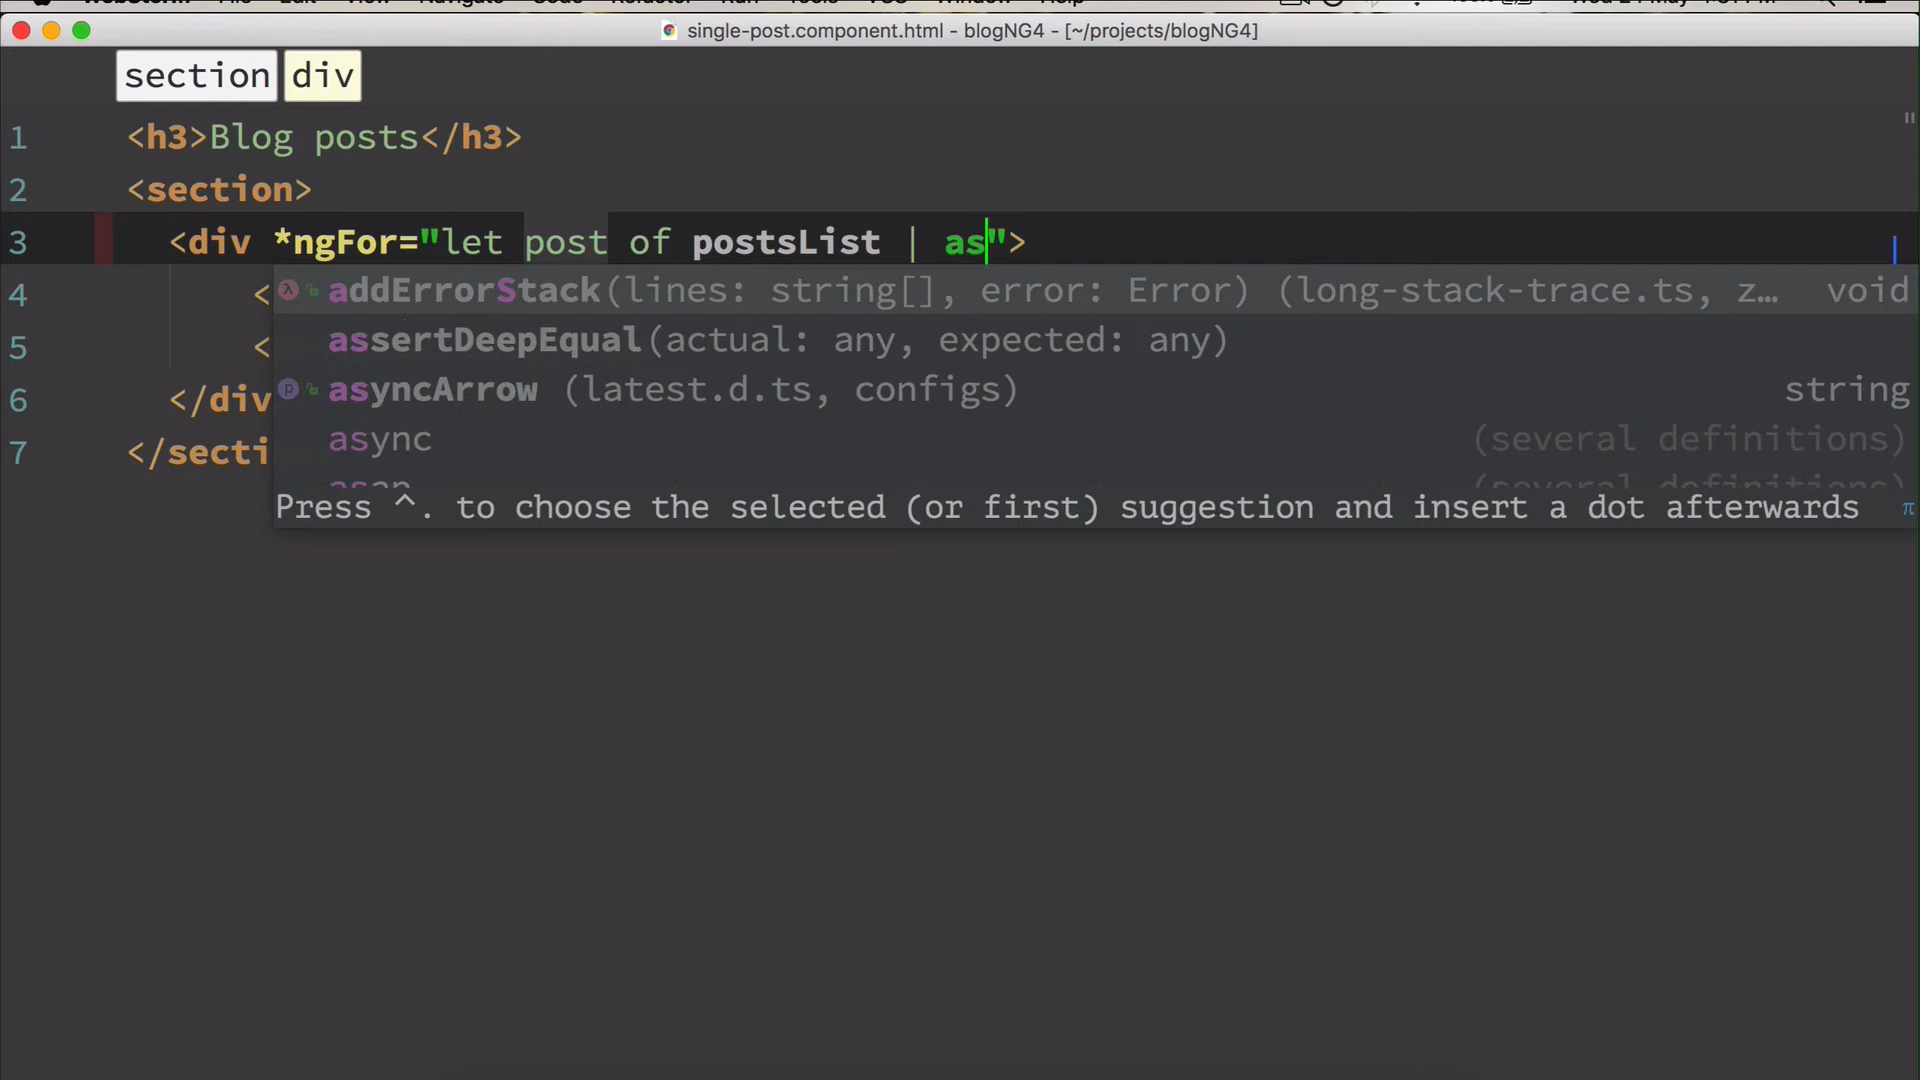 single-post.component.html - blogNG4 - [~/projects/blogNG4]
section div
1 <h3>Blog posts</h3>
2 <section>
3 <div *ngFor="let post of postsList | as">
4 <
addErrorStack(lines: string[], error: Error) (long-stack-trace.ts, z… void
assertDeepEqual(actual: any, expected: any)
5 <
asyncArrow (latest.d.ts, configs) string
6 </div
async (several definitions)
7 </secti
Press ^. to choose the selected (or first) suggestion and insert a dot afterwards π